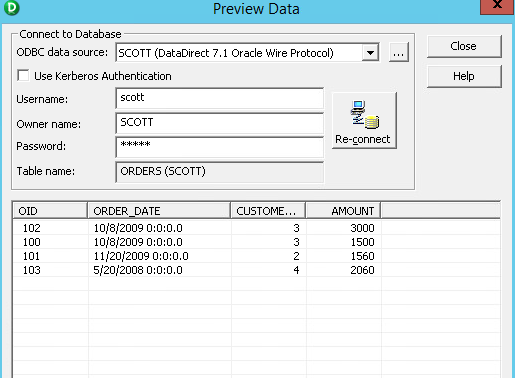 Preview Data
Connect to Database
ODBC data source: SCOTT (DataDirect 7.1 Oracle Wire Protocol) ... Close
Use Kerberos Authentication Help
Username: scott
Owner name: SCOTT
Password: *****
Re-connect
Table name: ORDERS (SCOTT)
OID ORDER_DATE CUSTOME... AMOUNT
102 10/8/2009 0:0:0.0 3 3000
100 10/8/2009 0:0:0.0 3 1500
101 11/20/2009 0:0:0.0 2 1560
103 5/20/2008 0:0:0.0 4 2060